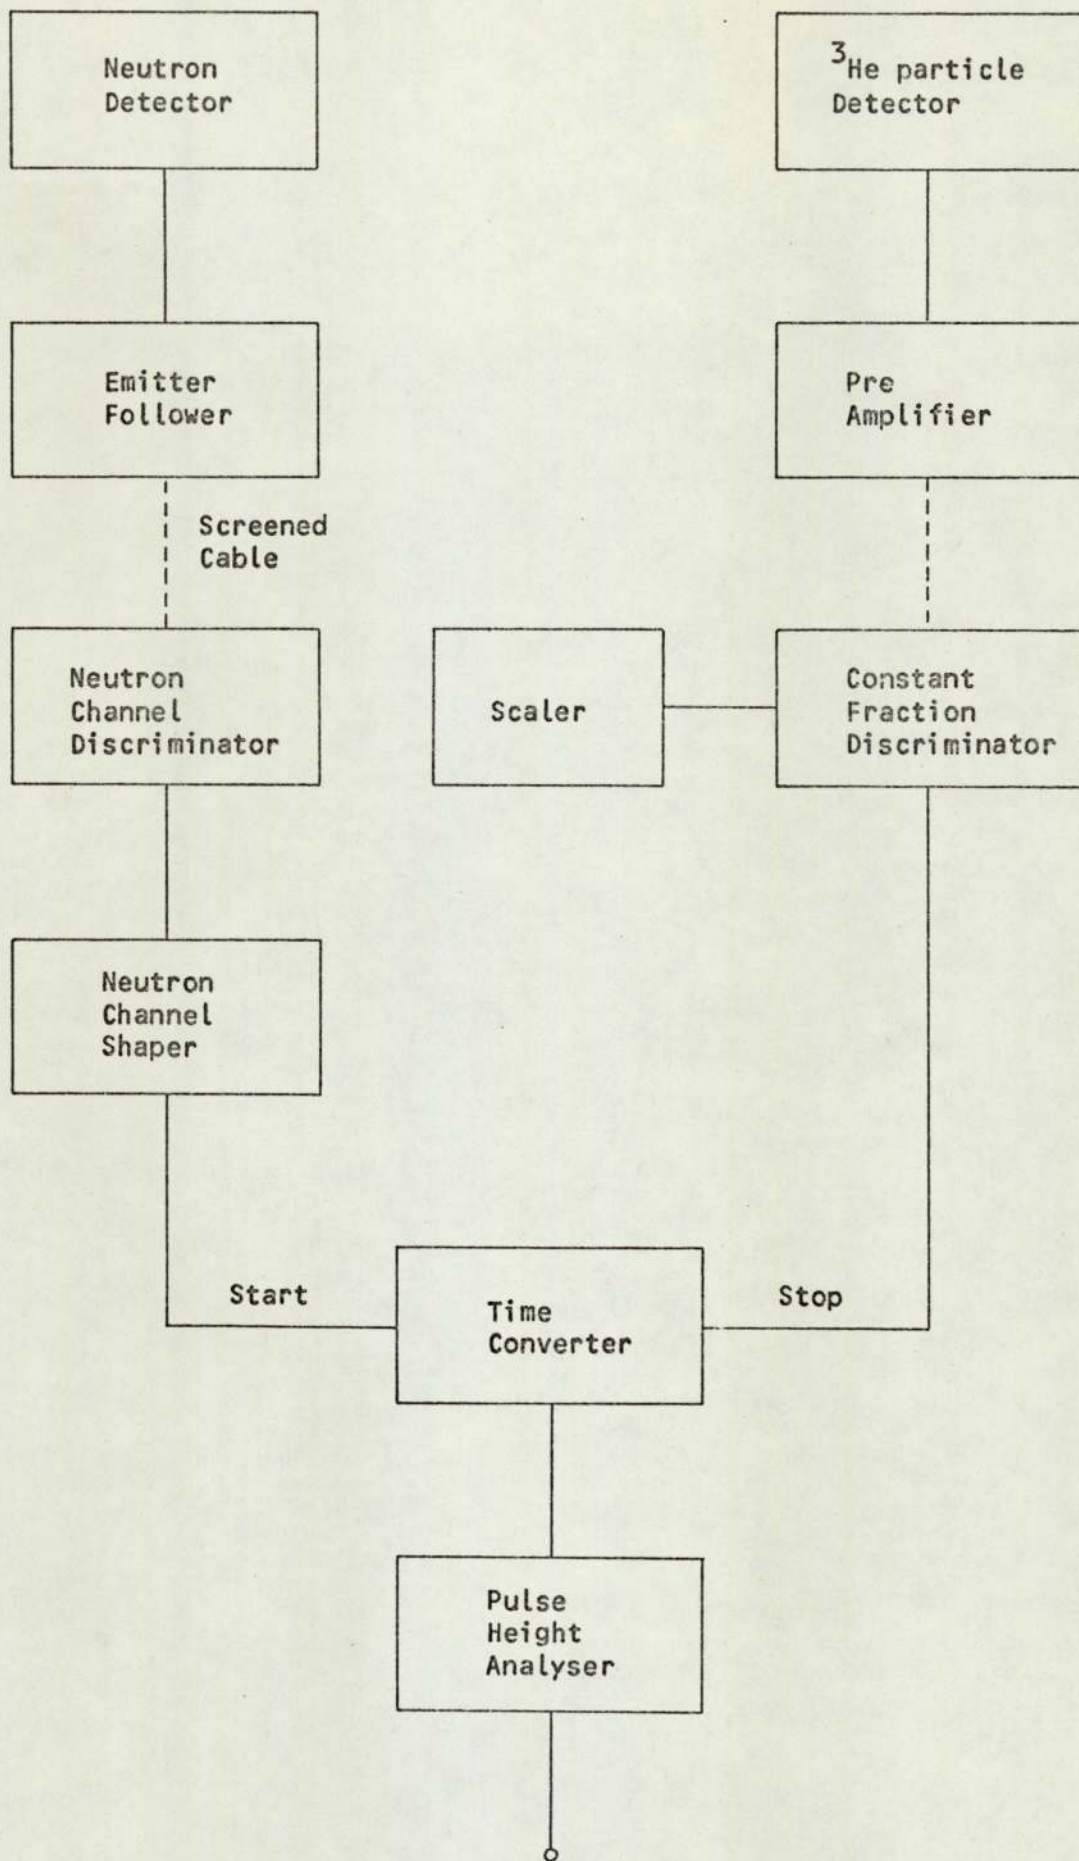 Neutron
Detector
³He particle
Detector
Emitter
Follower
Pre
Amplifier
Screened
Cable
Neutron
Channel
Discriminator
Scaler
Constant
Fraction
Discriminator
Neutron
Channel
Shaper
Start
Stop
Time
Converter
Pulse
Height
Analyser